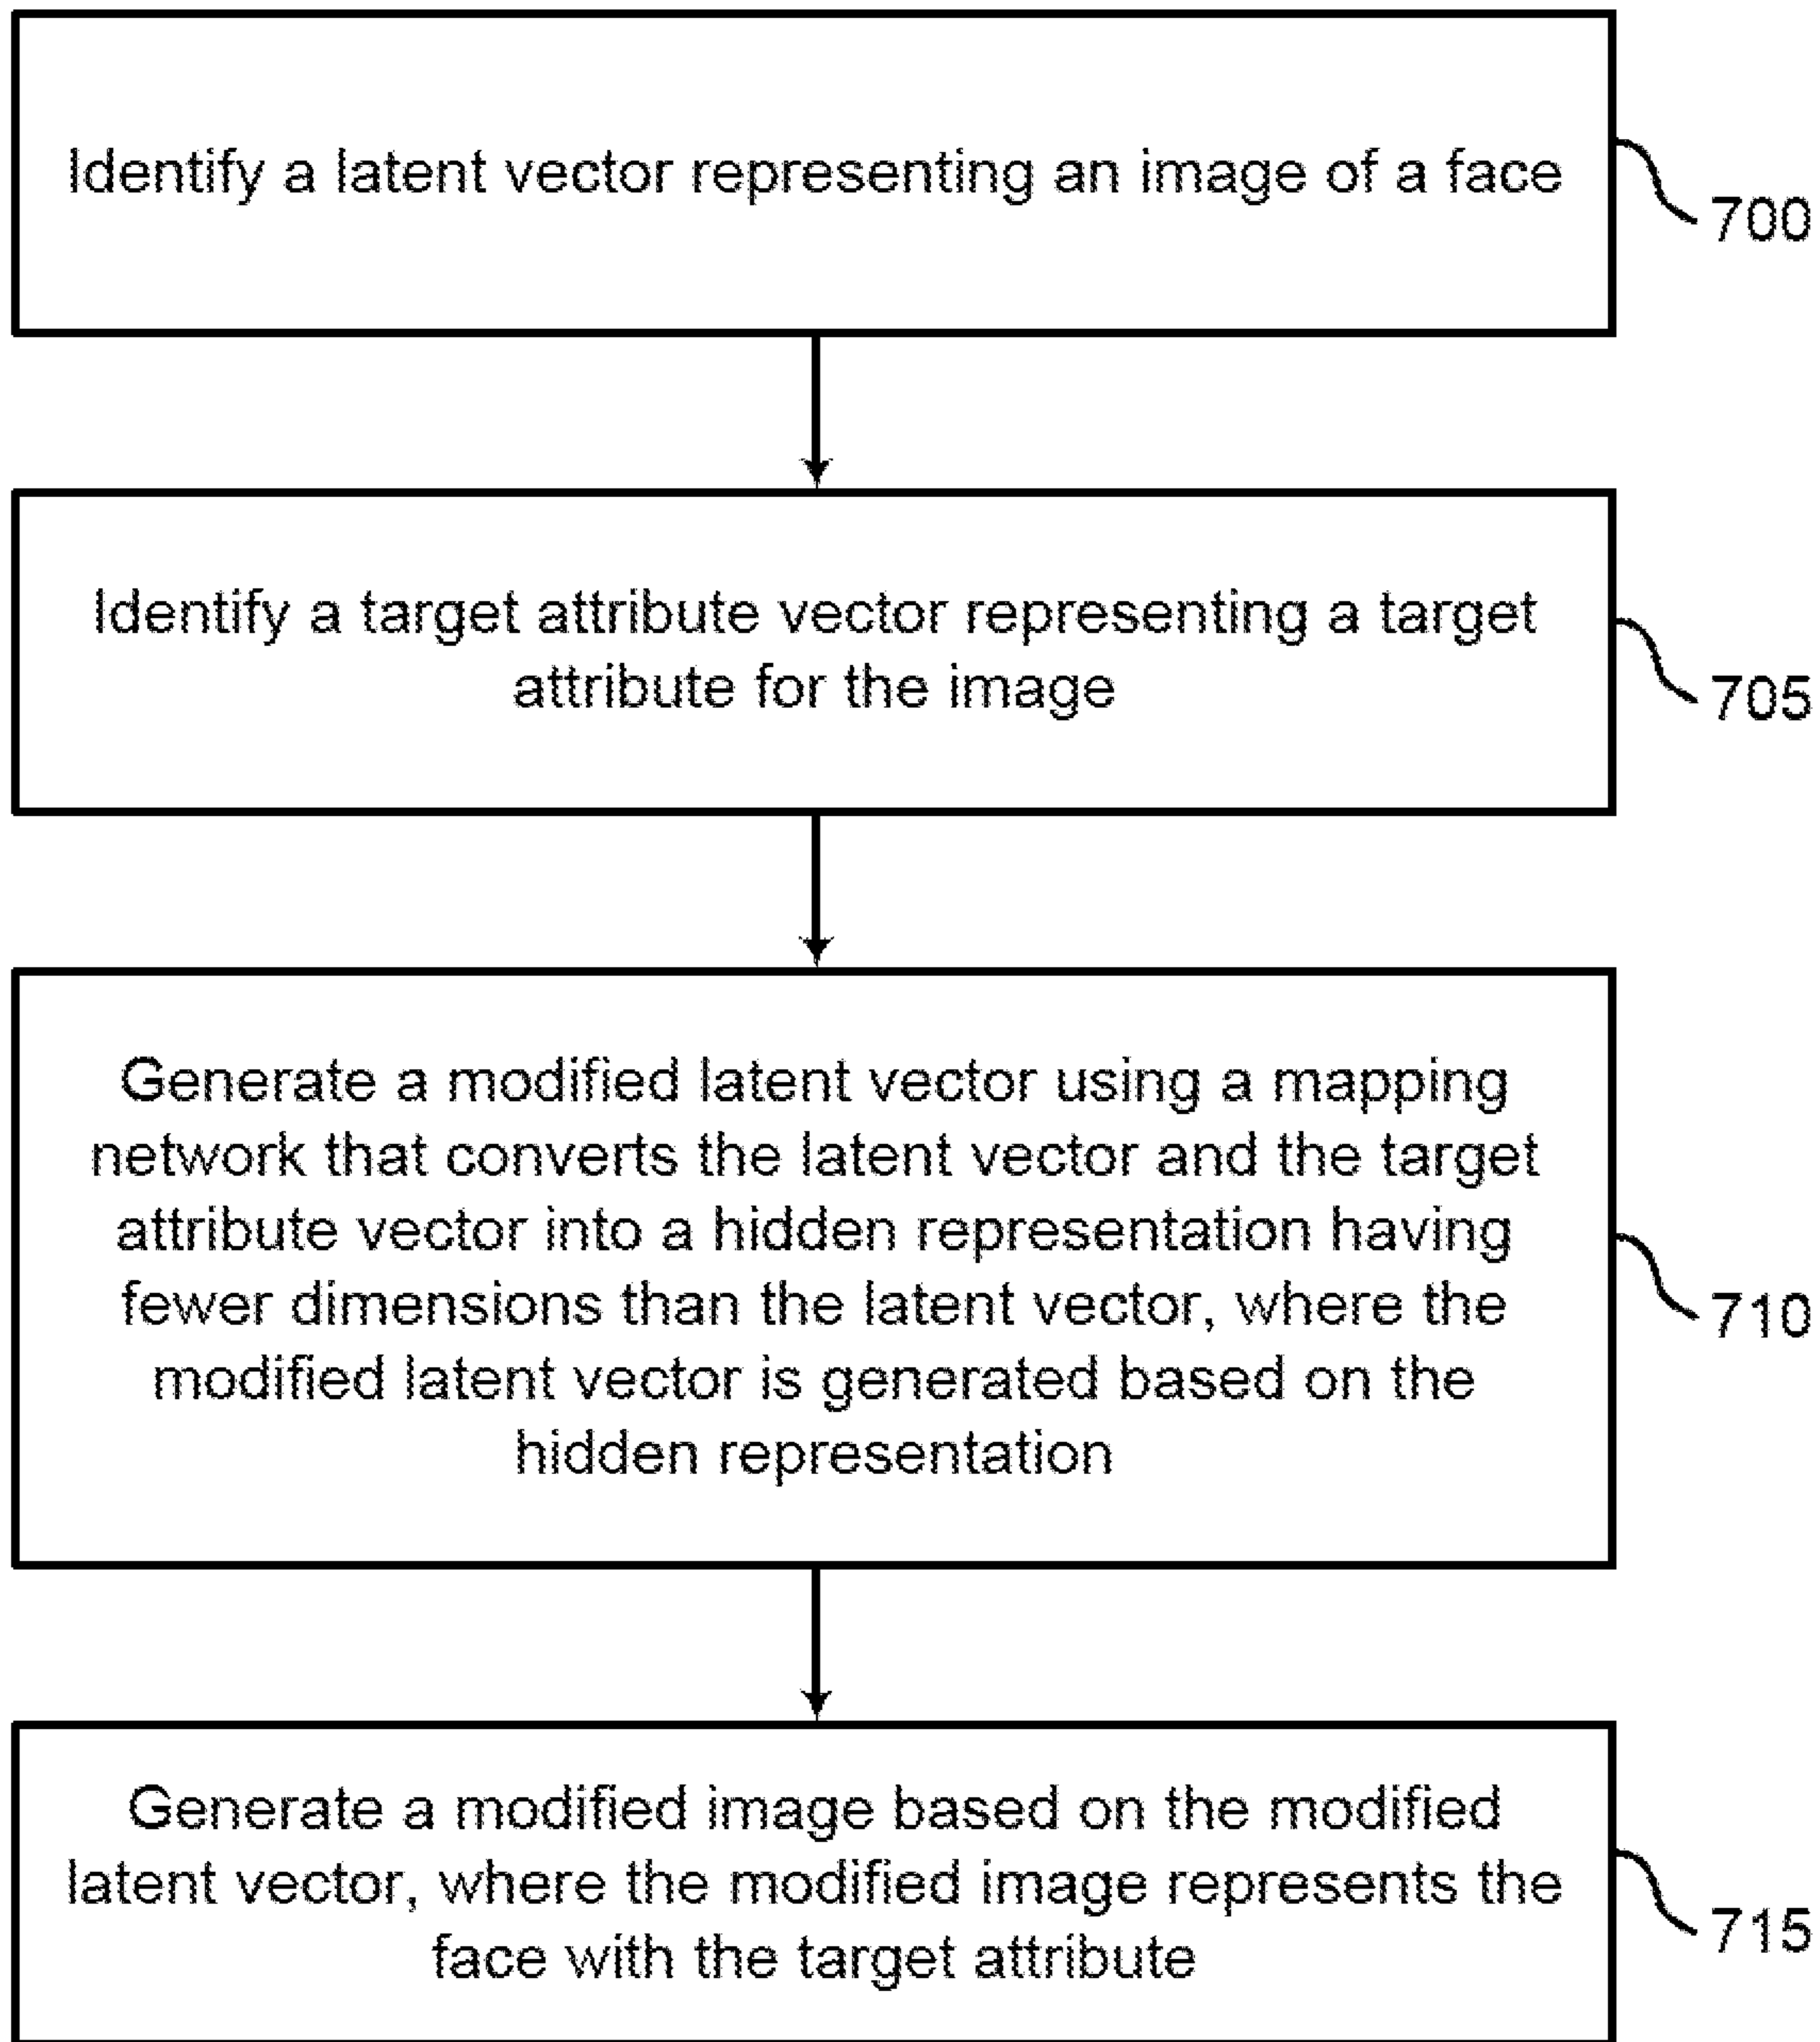 Identify a latent vector representing an image of a face
700
Identify a target attribute vector representing a target
attribute for the image
705
Generate a modified latent vector using a mapping
network that converts the latent vector and the target
attribute vector into a hidden representation having
fewer dimensions than the latent vector, where the
modified latent vector is generated based on the
hidden representation
710
Generate a modified image based on the modified
latent vector, where the modified image represents the
face with the target attribute
715